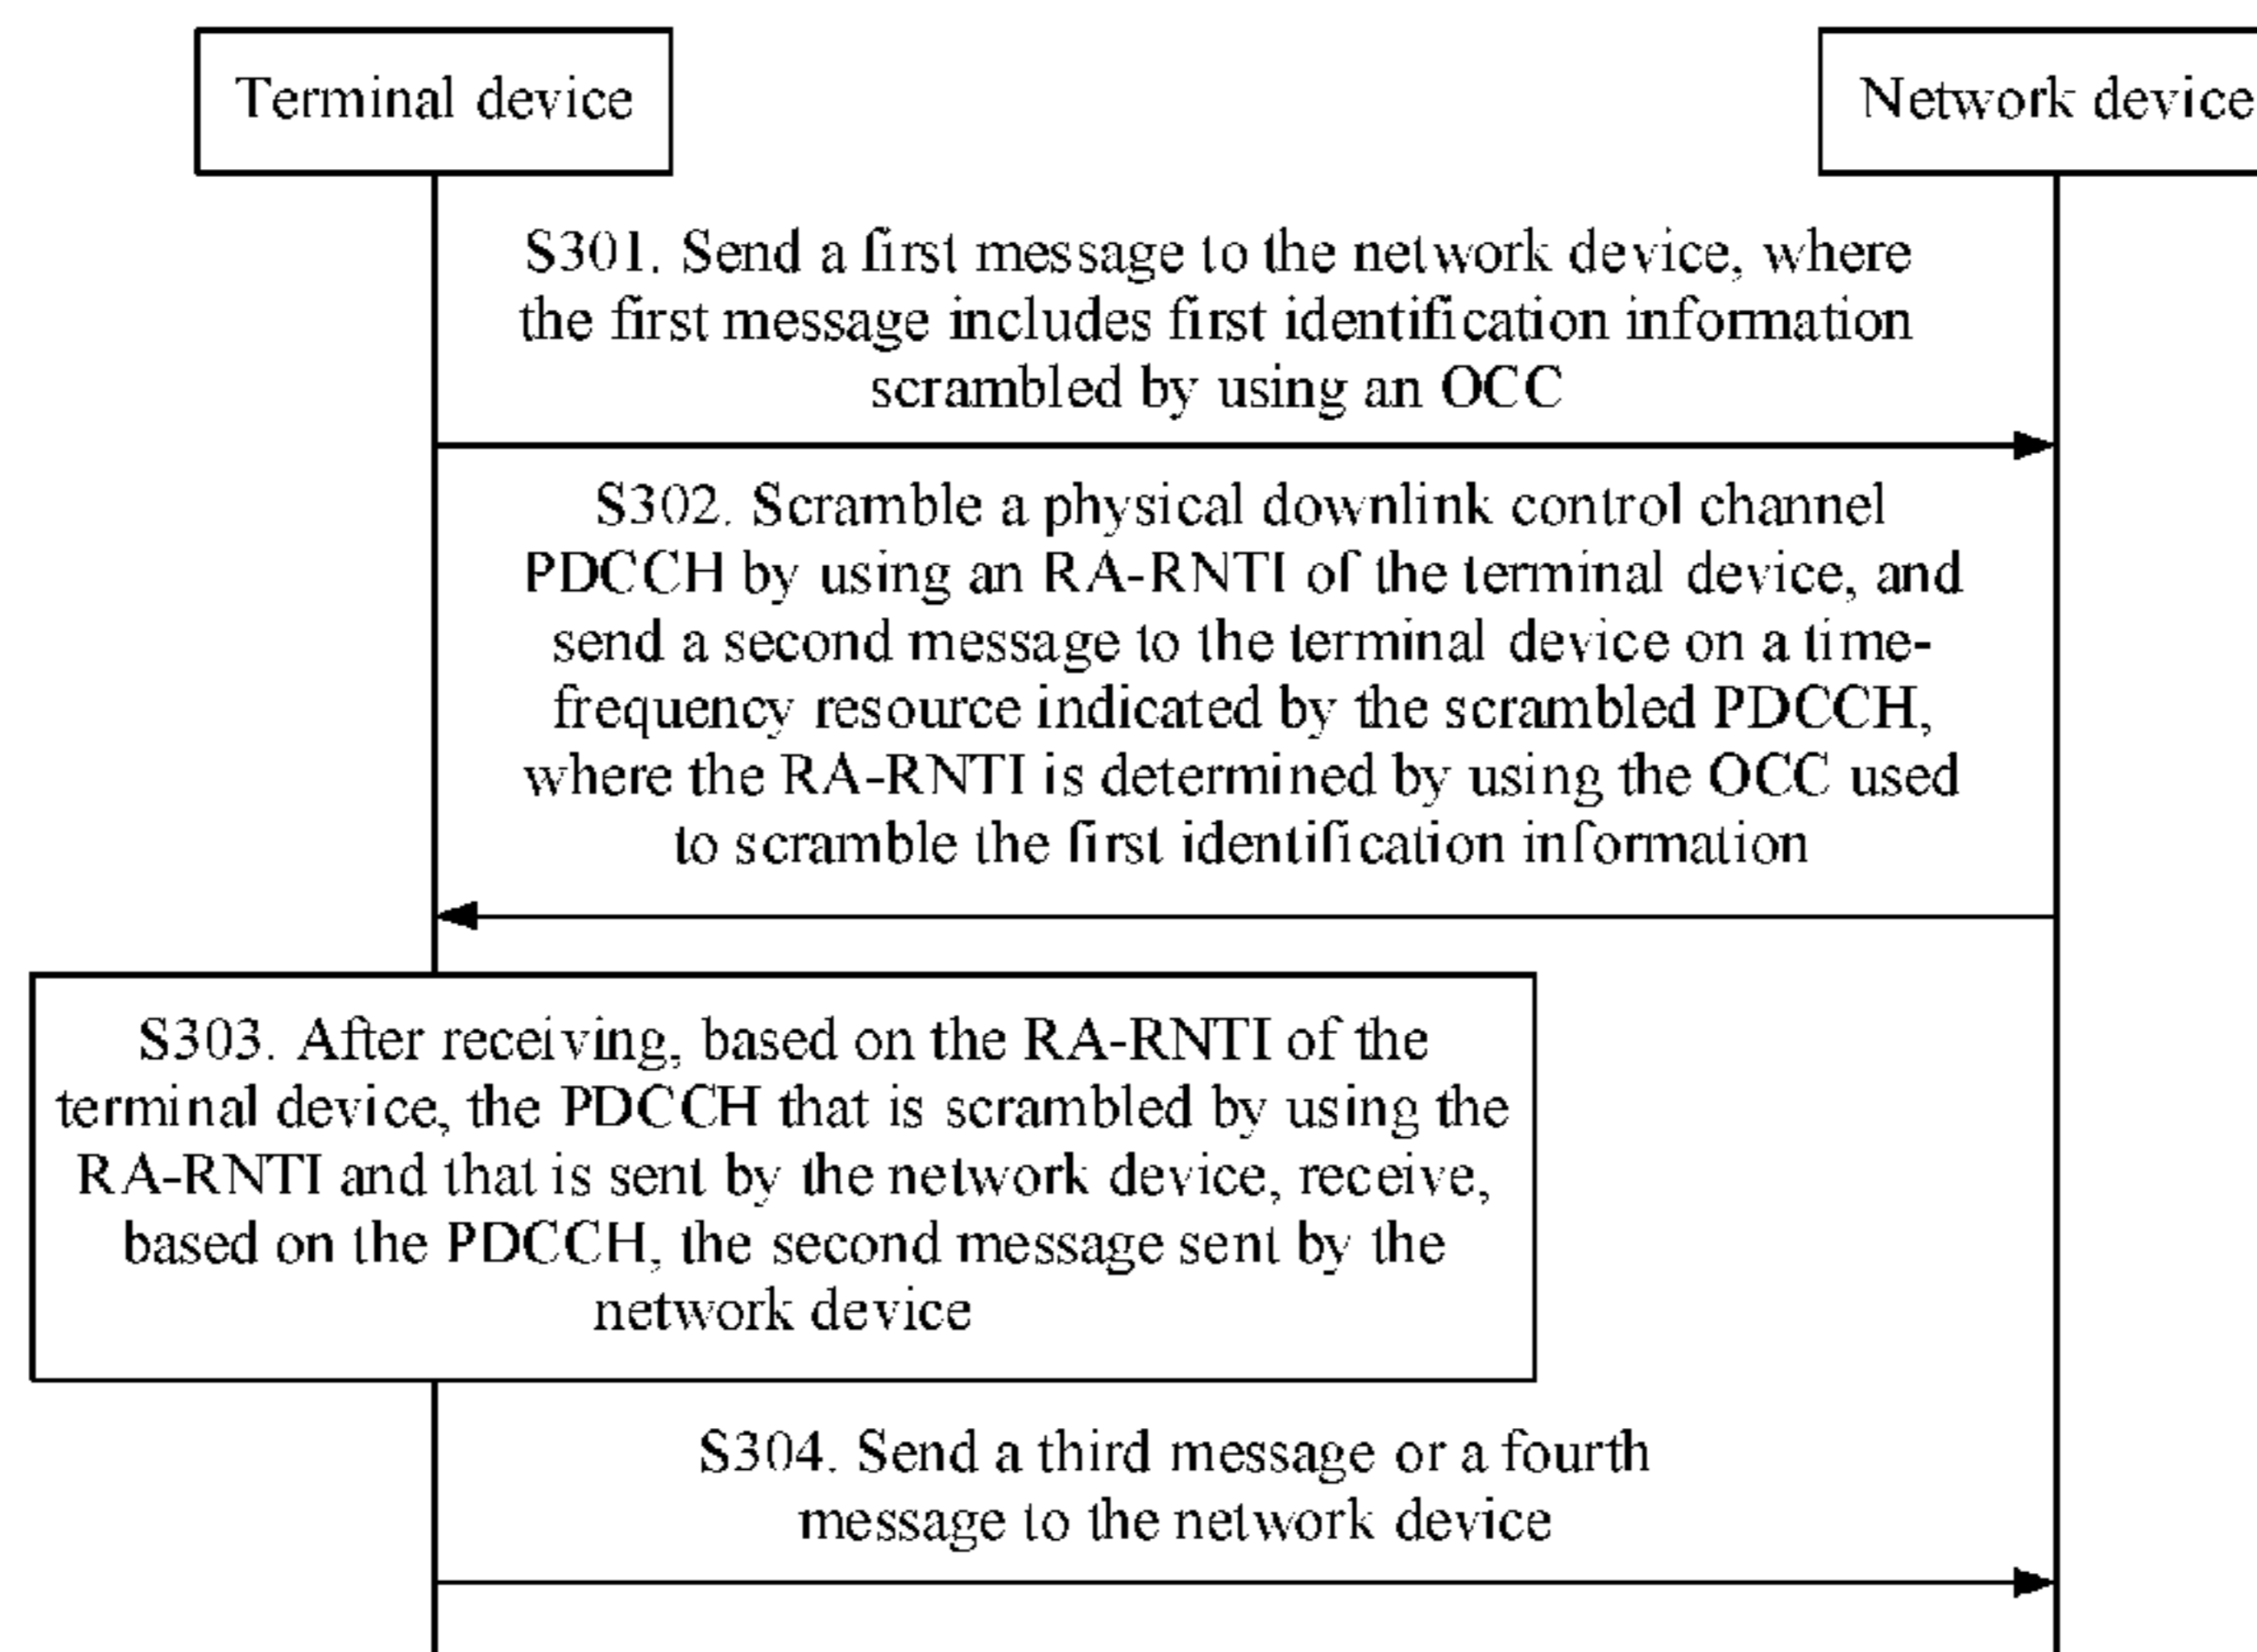 Terminal device
Network device
S301. Send a first message to the network device, where
the first message includes first identification information
scrambled by using an OCC
S302. Scramble a physical downlink control channel
PDCCH by using an RA-RNTI of the terminal device, and
send a second message to the terminal device on a time-
frequency resource indicated by the scrambled PDCCH,
where the RA-RNTI is determined by using the OCC used
to scramble the first identification information
S303. After receiving, based on the RA-RNTI of the
terminal device, the PDCCH that is scrambled by using the
RA-RNTI and that is sent by the network device, receive,
based on the PDCCH, the second message sent by the
network device
S304. Send a third message or a fourth
message to the network device